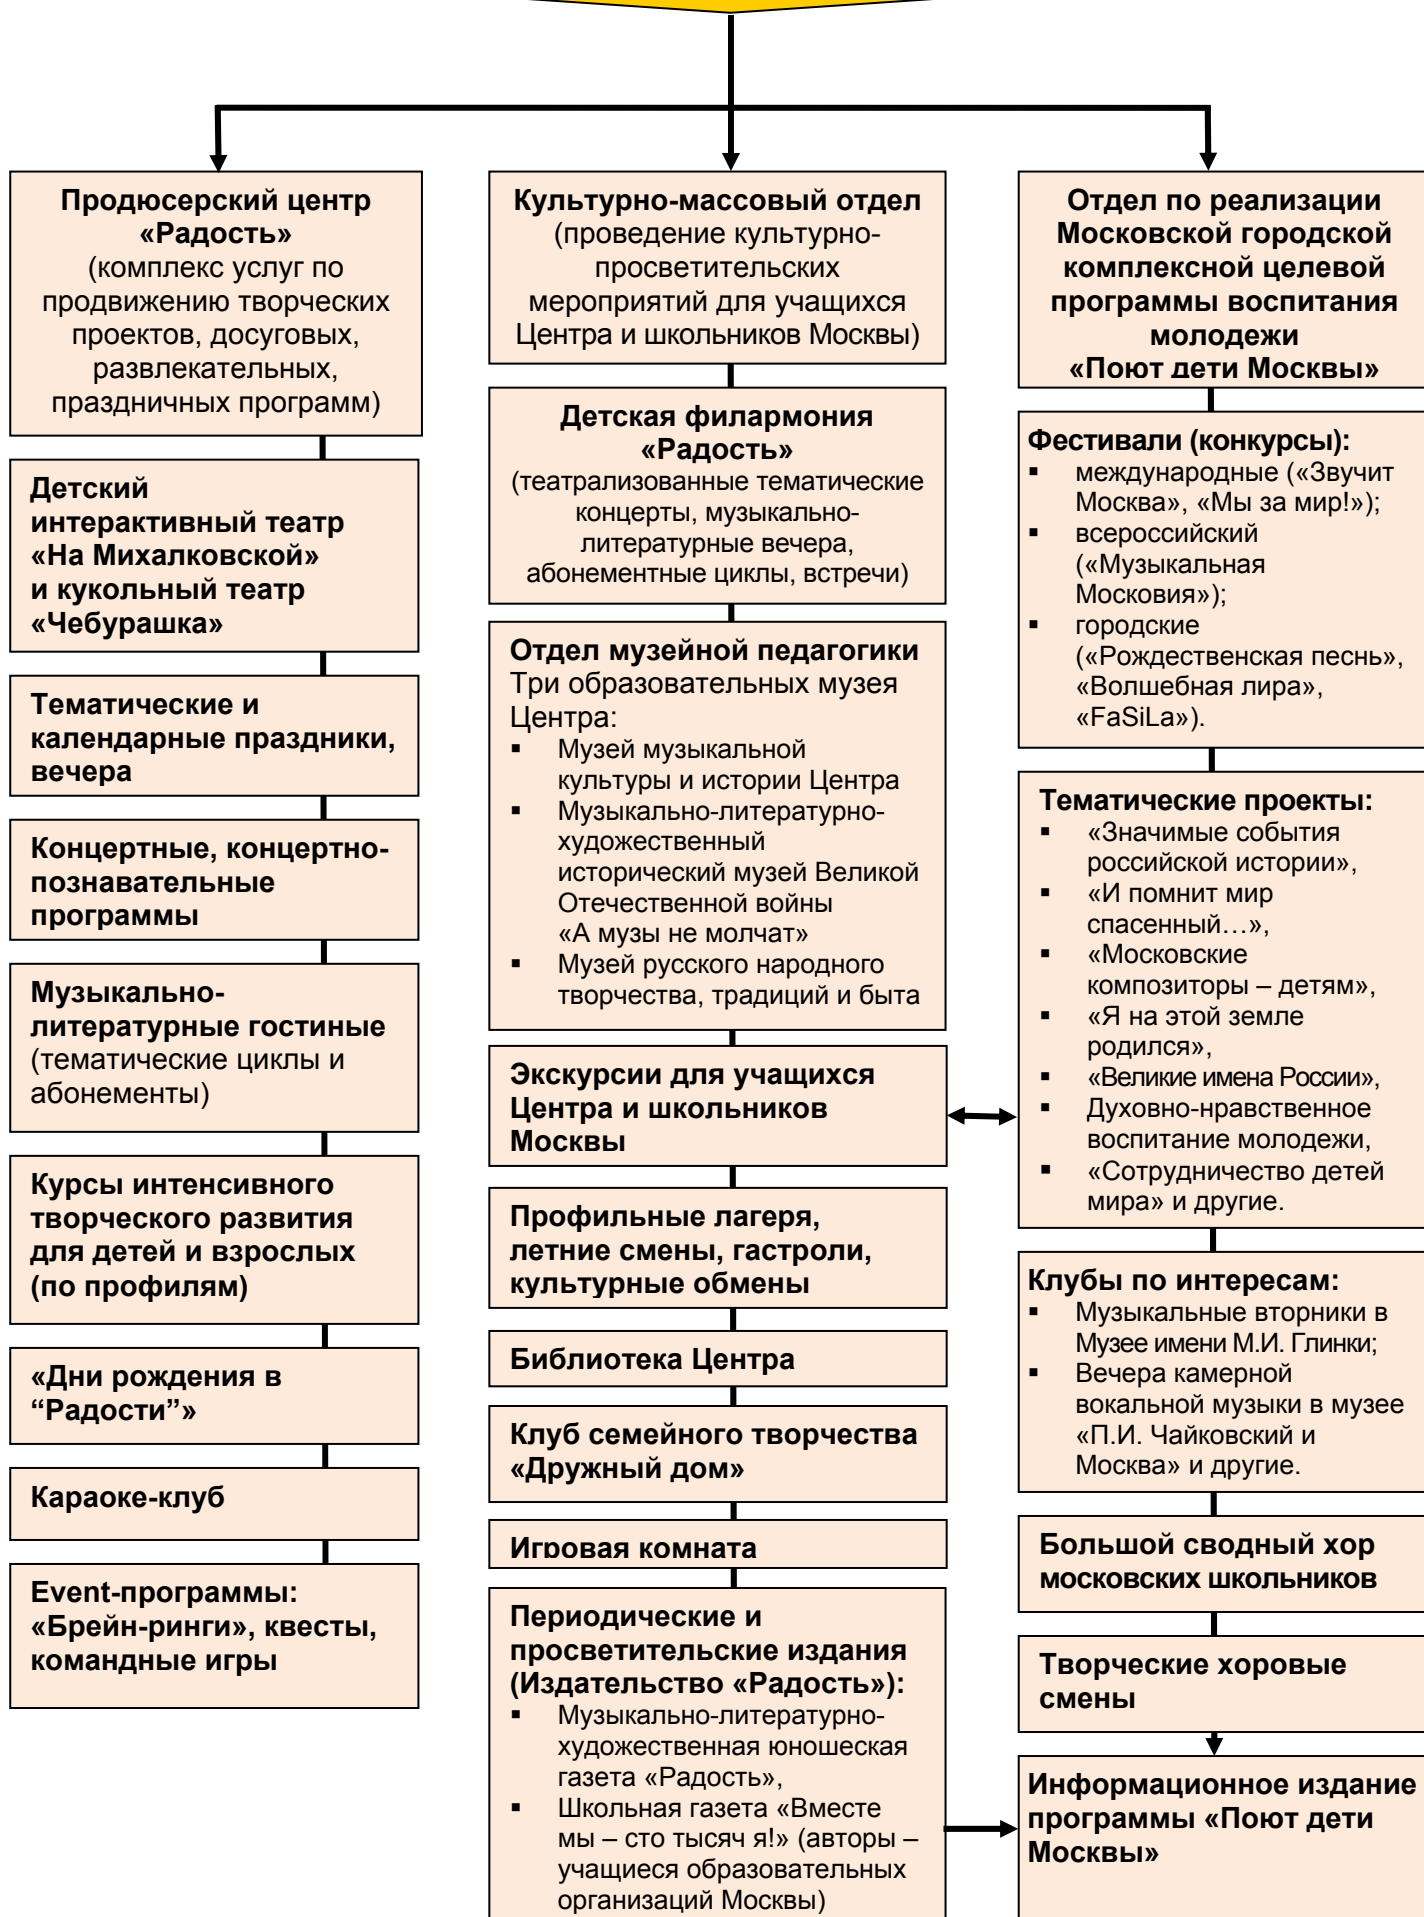 Продюсерский центр
«Радость»
(комплекс услуг по
продвижению творческих
проектов, досуговых,
развлекательных,
праздничных программ)
Детский
интерактивный театр
«На Михалковской»
и кукольный театр
«Чебурашка»
Тематические и
календарные праздники,
вечера
Концертные, концертно-
познавательные
программы
Музыкально-
литературные гостиные
(тематические циклы и
абонементы)
Курсы интенсивного
творческого развития
для детей и взрослых
(по профилям)
«Дни рождения в
“Радости”»
Караоке-клуб
Event-программы:
«Брейн-ринги», квесты,
командные игры
Культурно-массовый отдел
(проведение культурно-
просветительских
мероприятий для учащихся
Центра и школьников Москвы)
Детская филармония
«Радость»
(театрализованные тематические
концерты, музыкально-
литературные вечера,
абонементные циклы, встречи)
Отдел музейной педагогики
Три образовательных музея
Центра:
▪ Музей музыкальной
культуры и истории Центра
▪ Музыкально-литературно-
художественный
исторический музей Великой
Отечественной войны
«А музы не молчат»
▪ Музей русского народного
творчества, традиций и быта
Экскурсии для учащихся
Центра и школьников
Москвы
Профильные лагеря,
летние смены, гастроли,
культурные обмены
Библиотека Центра
Клуб семейного творчества
«Дружный дом»
Игровая комната
Периодические и
просветительские издания
(Издательство «Радость»):
▪ Музыкально-литературно-
художественная юношеская
газета «Радость»,
▪ Школьная газета «Вместе
мы – сто тысяч я!» (авторы –
учащиеся образовательных
организаций Москвы)
Отдел по реализации
Московской городской
комплексной целевой
программы воспитания
молодежи
«Поют дети Москвы»
Фестивали (конкурсы):
▪ международные («Звучит
Москва», «Мы за мир!»);
▪ всероссийский
(«Музыкальная
Московия»);
▪ городские
(«Рождественская песнь»,
«Волшебная лира»,
«FaSiLa»).
Тематические проекты:
▪ «Значимые события
российской истории»,
▪ «И помнит мир
спасенный…»,
▪ «Московские
композиторы – детям»,
▪ «Я на этой земле
родился»,
▪ «Великие имена России»,
▪ Духовно-нравственное
воспитание молодежи,
▪ «Сотрудничество детей
мира» и другие.
Клубы по интересам:
▪ Музыкальные вторники в
Музее имени М.И. Глинки;
▪ Вечера камерной
вокальной музыки в музее
«П.И. Чайковский и
Москва» и другие.
Большой сводный хор
московских школьников
Творческие хоровые
смены
Информационное издание
программы «Поют дети
Москвы»